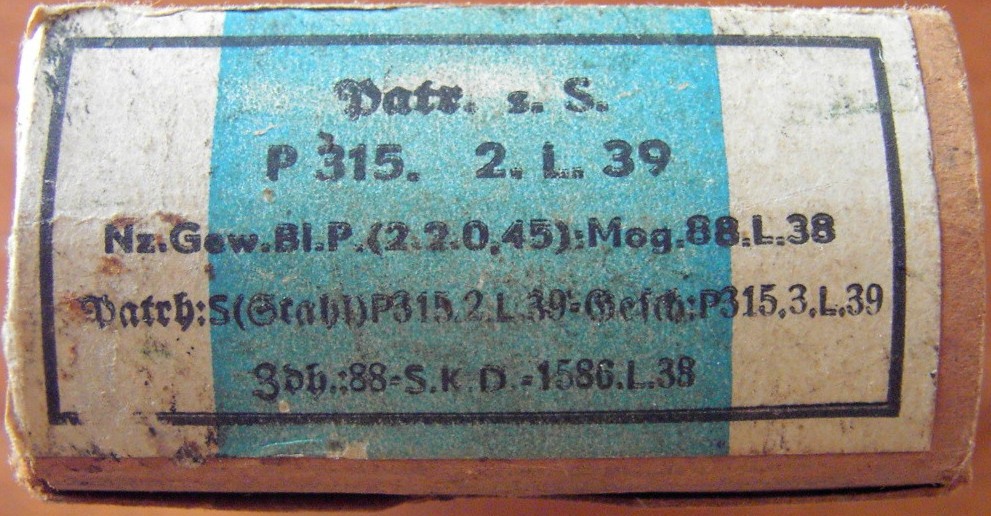 Patr. s. S.
P 315. 2. L. 39
Nz.Gew.Bl.P.(2.2.0,45):Mog.88.L.38
Patrh:S(Stahl)P315.2.L.39-Gesch:P315.3.L.39
Zdh.:88-S.K.D.-1586.L.38